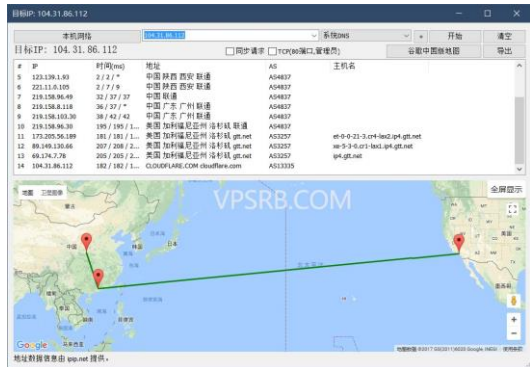 目标IP: 104.31.86.112
本机网络 104.31.86.112 系统DNS + 开始 清空
目标IP: 104.31.86.112 同步请求 TCP(80端口,管理员) 谷歌中国版地图 导出
# IP 时间(ms) 地址 AS 主机名
5 123.139.1.93 2 / 2 / * 中国 陕西 西安 联通 AS4837
6 221.11.0.105 2 / 7 / 9 中国 陕西 西安 联通 AS4837
7 219.158.96.49 32 / 37 / 37 中国 联通 AS4837
8 219.158.8.118 36 / 37 / * 中国 广东 广州 联通 AS4837
9 219.158.103.30 38 / 42 / 42 中国 广东 广州 联通 AS4837
10 219.158.96.30 195 / 195 / 1... 美国 加利福尼亚州 洛杉矶 联通 AS4837
11 173.205.56.189 181 / 181 / 1... 美国 加利福尼亚州 洛杉矶 gtt.net AS3257 et-0-0-21-3.cr4-lax2.ip4.gtt.net
12 89.149.130.66 207 / 208 / 2... 美国 加利福尼亚州 洛杉矶 gtt.net AS3257 xe-5-3-0.cr1-lax1.ip4.gtt.net
13 69.174.7.78 205 / 205 / 2... 美国 加利福尼亚州 洛杉矶 gtt.net AS3257 ip4.gtt.net
14 104.31.86.112 182 / 182 / 1... CLOUDFLARE.COM cloudflare.com AS13335
地图 卫星图像 VPSRB.COM 全屏显示
蒙古
美国
中国 韩国 日本
墨西哥
泰国
Google
地址数据信息由 ipip.net 提供。